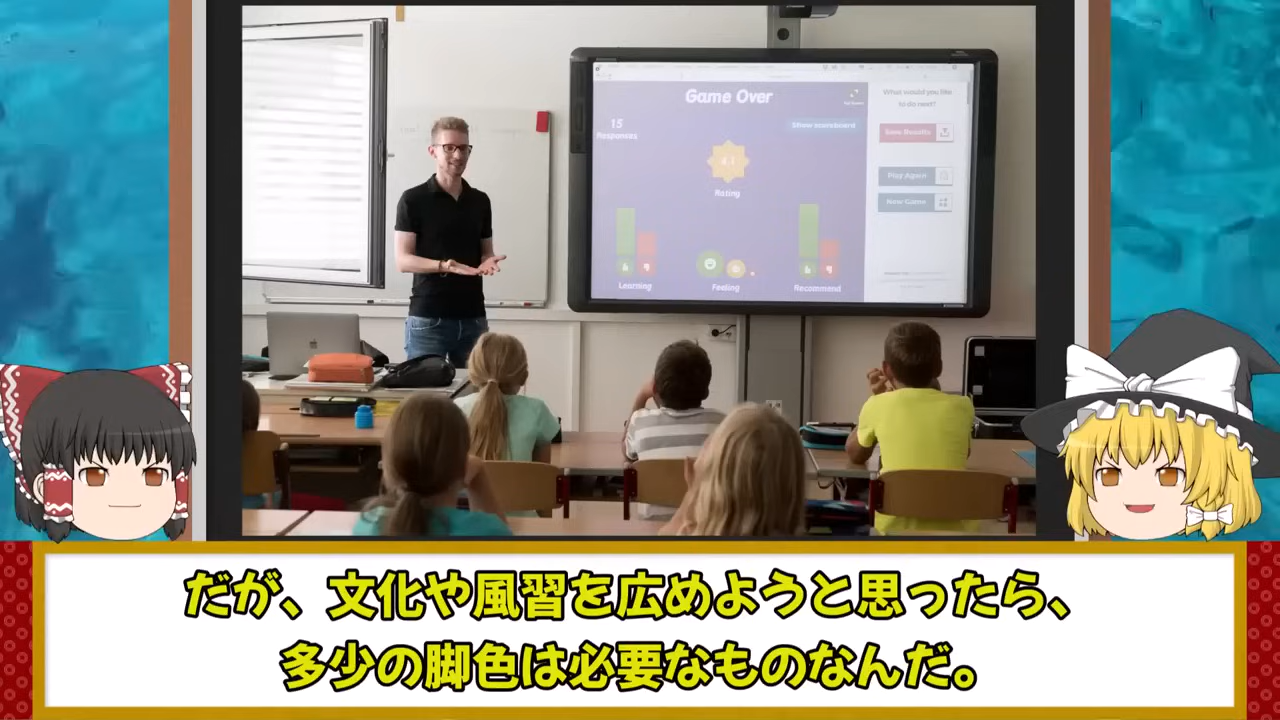 Game Over
What would you like
to do next?
15
Responses
Show scoreboard
Save Results
4.1
Rating
Play Again
New Game
Learning
Feeling
Recommend
だが、文化や風習を広めようと思ったら、
多少の脚色は必要なものなんだ。